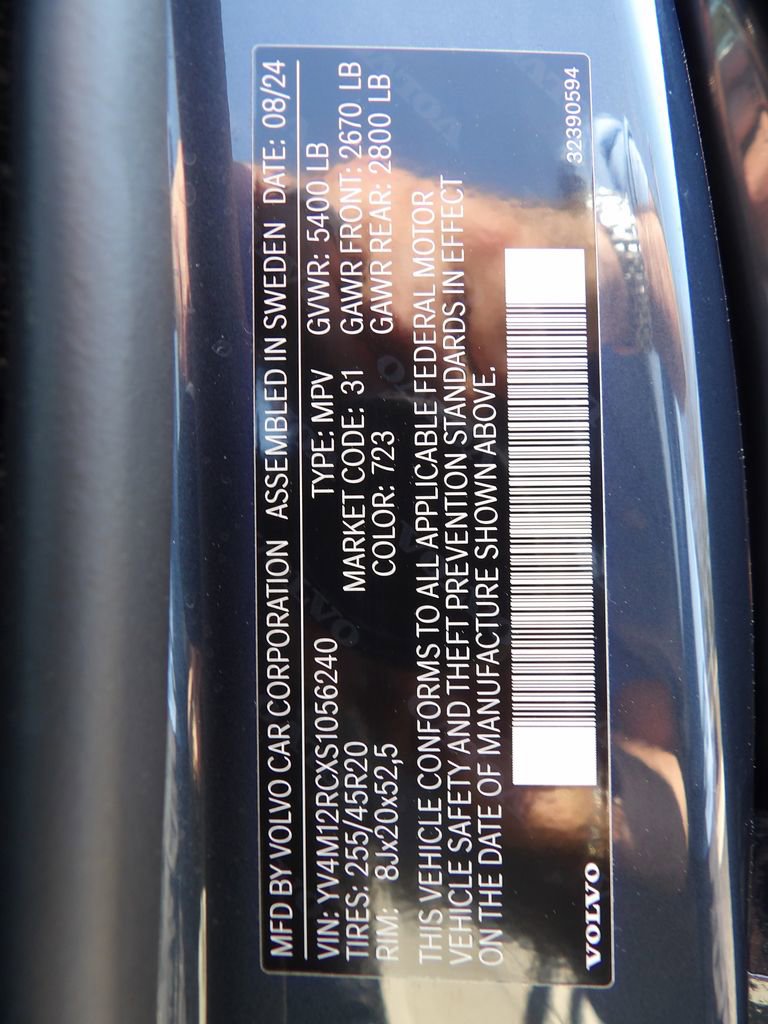 MFD BY VOLVO CAR CORPORATION ASSEMBLED IN SWEDEN DATE: 08/24
VIN: YV4M12RCXS1056240 TYPE: MPV GVWR: 5400 LB
TIRES: 255/45R20 MARKET CODE: 31 GAWR FRONT: 2670 LB
RIM: 8Jx20x52,5 COLOR: 723 GAWR REAR: 2800 LB
THIS VEHICLE CONFORMS TO ALL APPLICABLE FEDERAL MOTOR
VEHICLE SAFETY AND THEFT PREVENTION STANDARDS IN EFFECT
ON THE DATE OF MANUFACTURE SHOWN ABOVE.
VOLVO 32390594